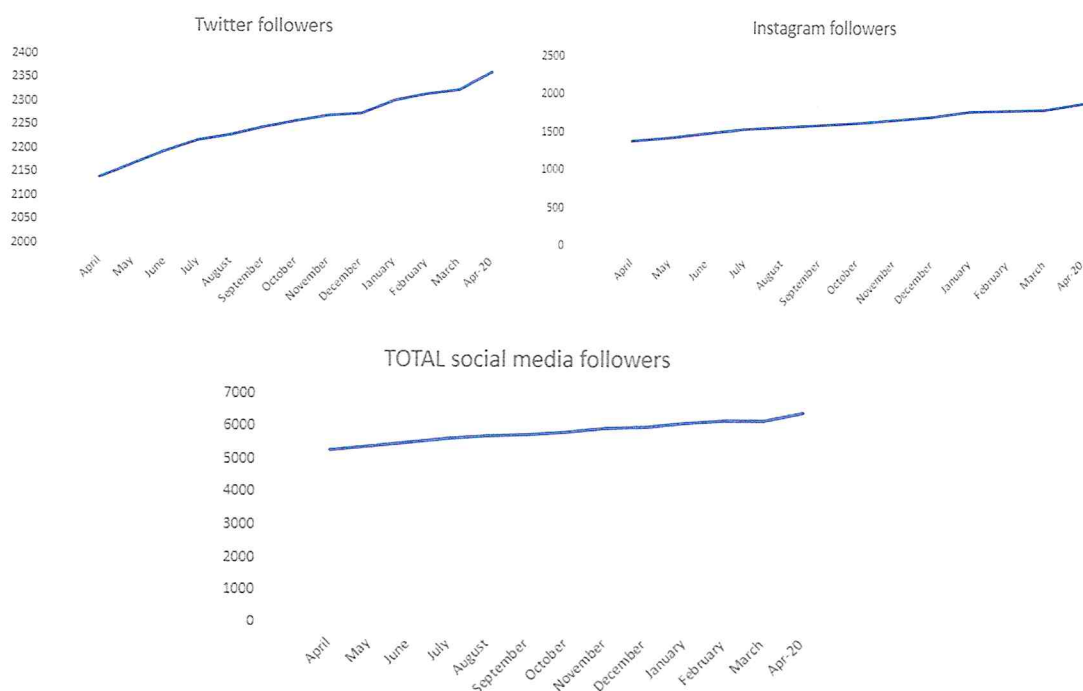 Twitter followers
2400
2350
2300
2250
2200
2150
2100
2050
2000
April
May
June
July
August
September
October
November
December
January
February
March
Apr-20
Instagram followers
2500
2000
1500
1000
500
0
April
May
June
July
August
September
October
November
December
January
February
March
Apr-20
TOTAL social media followers
7000
6000
5000
4000
3000
2000
1000
0
April
May
June
July
August
September
October
November
December
January
February
March
Apr-20